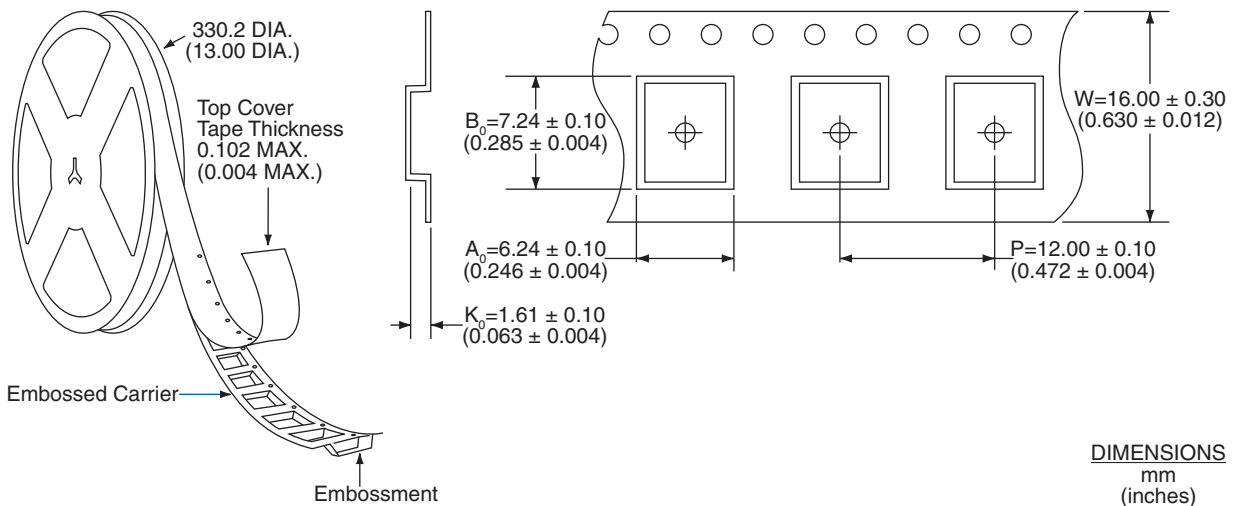 330.2 DIA.
(13.00 DIA.)
Top Cover
Tape Thickness
0.102 MAX.
(0.004 MAX.)
B₀=7.24 ± 0.10
(0.285 ± 0.004)
W=16.00 ± 0.30
(0.630 ± 0.012)
A₀=6.24 ± 0.10
(0.246 ± 0.004)
P=12.00 ± 0.10
(0.472 ± 0.004)
K₀=1.61 ± 0.10
(0.063 ± 0.004)
Embossed Carrier
Embossment
DIMENSIONS
mm
(inches)